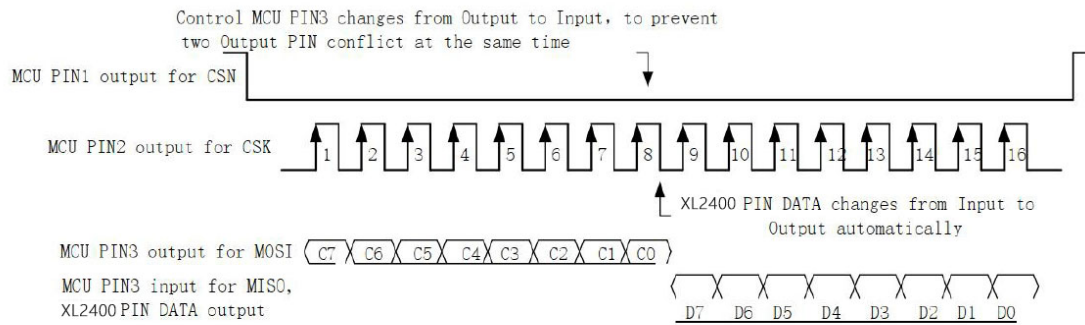 Control MCU PIN3 changes from Output to Input, to prevent
two Output PIN conflict at the same time
MCU PIN1 output for CSN
MCU PIN2 output for CSK
1 2 3 4 5 6 7 8 9 10 11 12 13 14 15 16
XL2400 PIN DATA changes from Input to
Output automatically
MCU PIN3 output for MOSI C7 C6 C5 C4 C3 C2 C1 C0
MCU PIN3 input for MISO,
XL2400 PIN DATA output
D7 D6 D5 D4 D3 D2 D1 D0